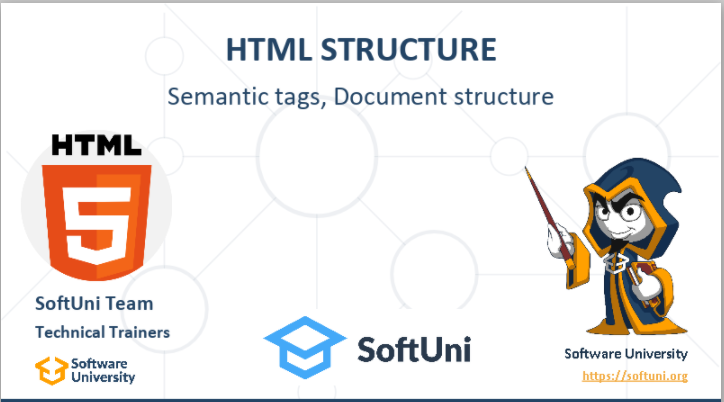 HTML STRUCTURE
Semantic tags, Document structure
HTML
5
SoftUni Team
Technical Trainers
Software
University
SoftUni
Software University
https://softuni.org